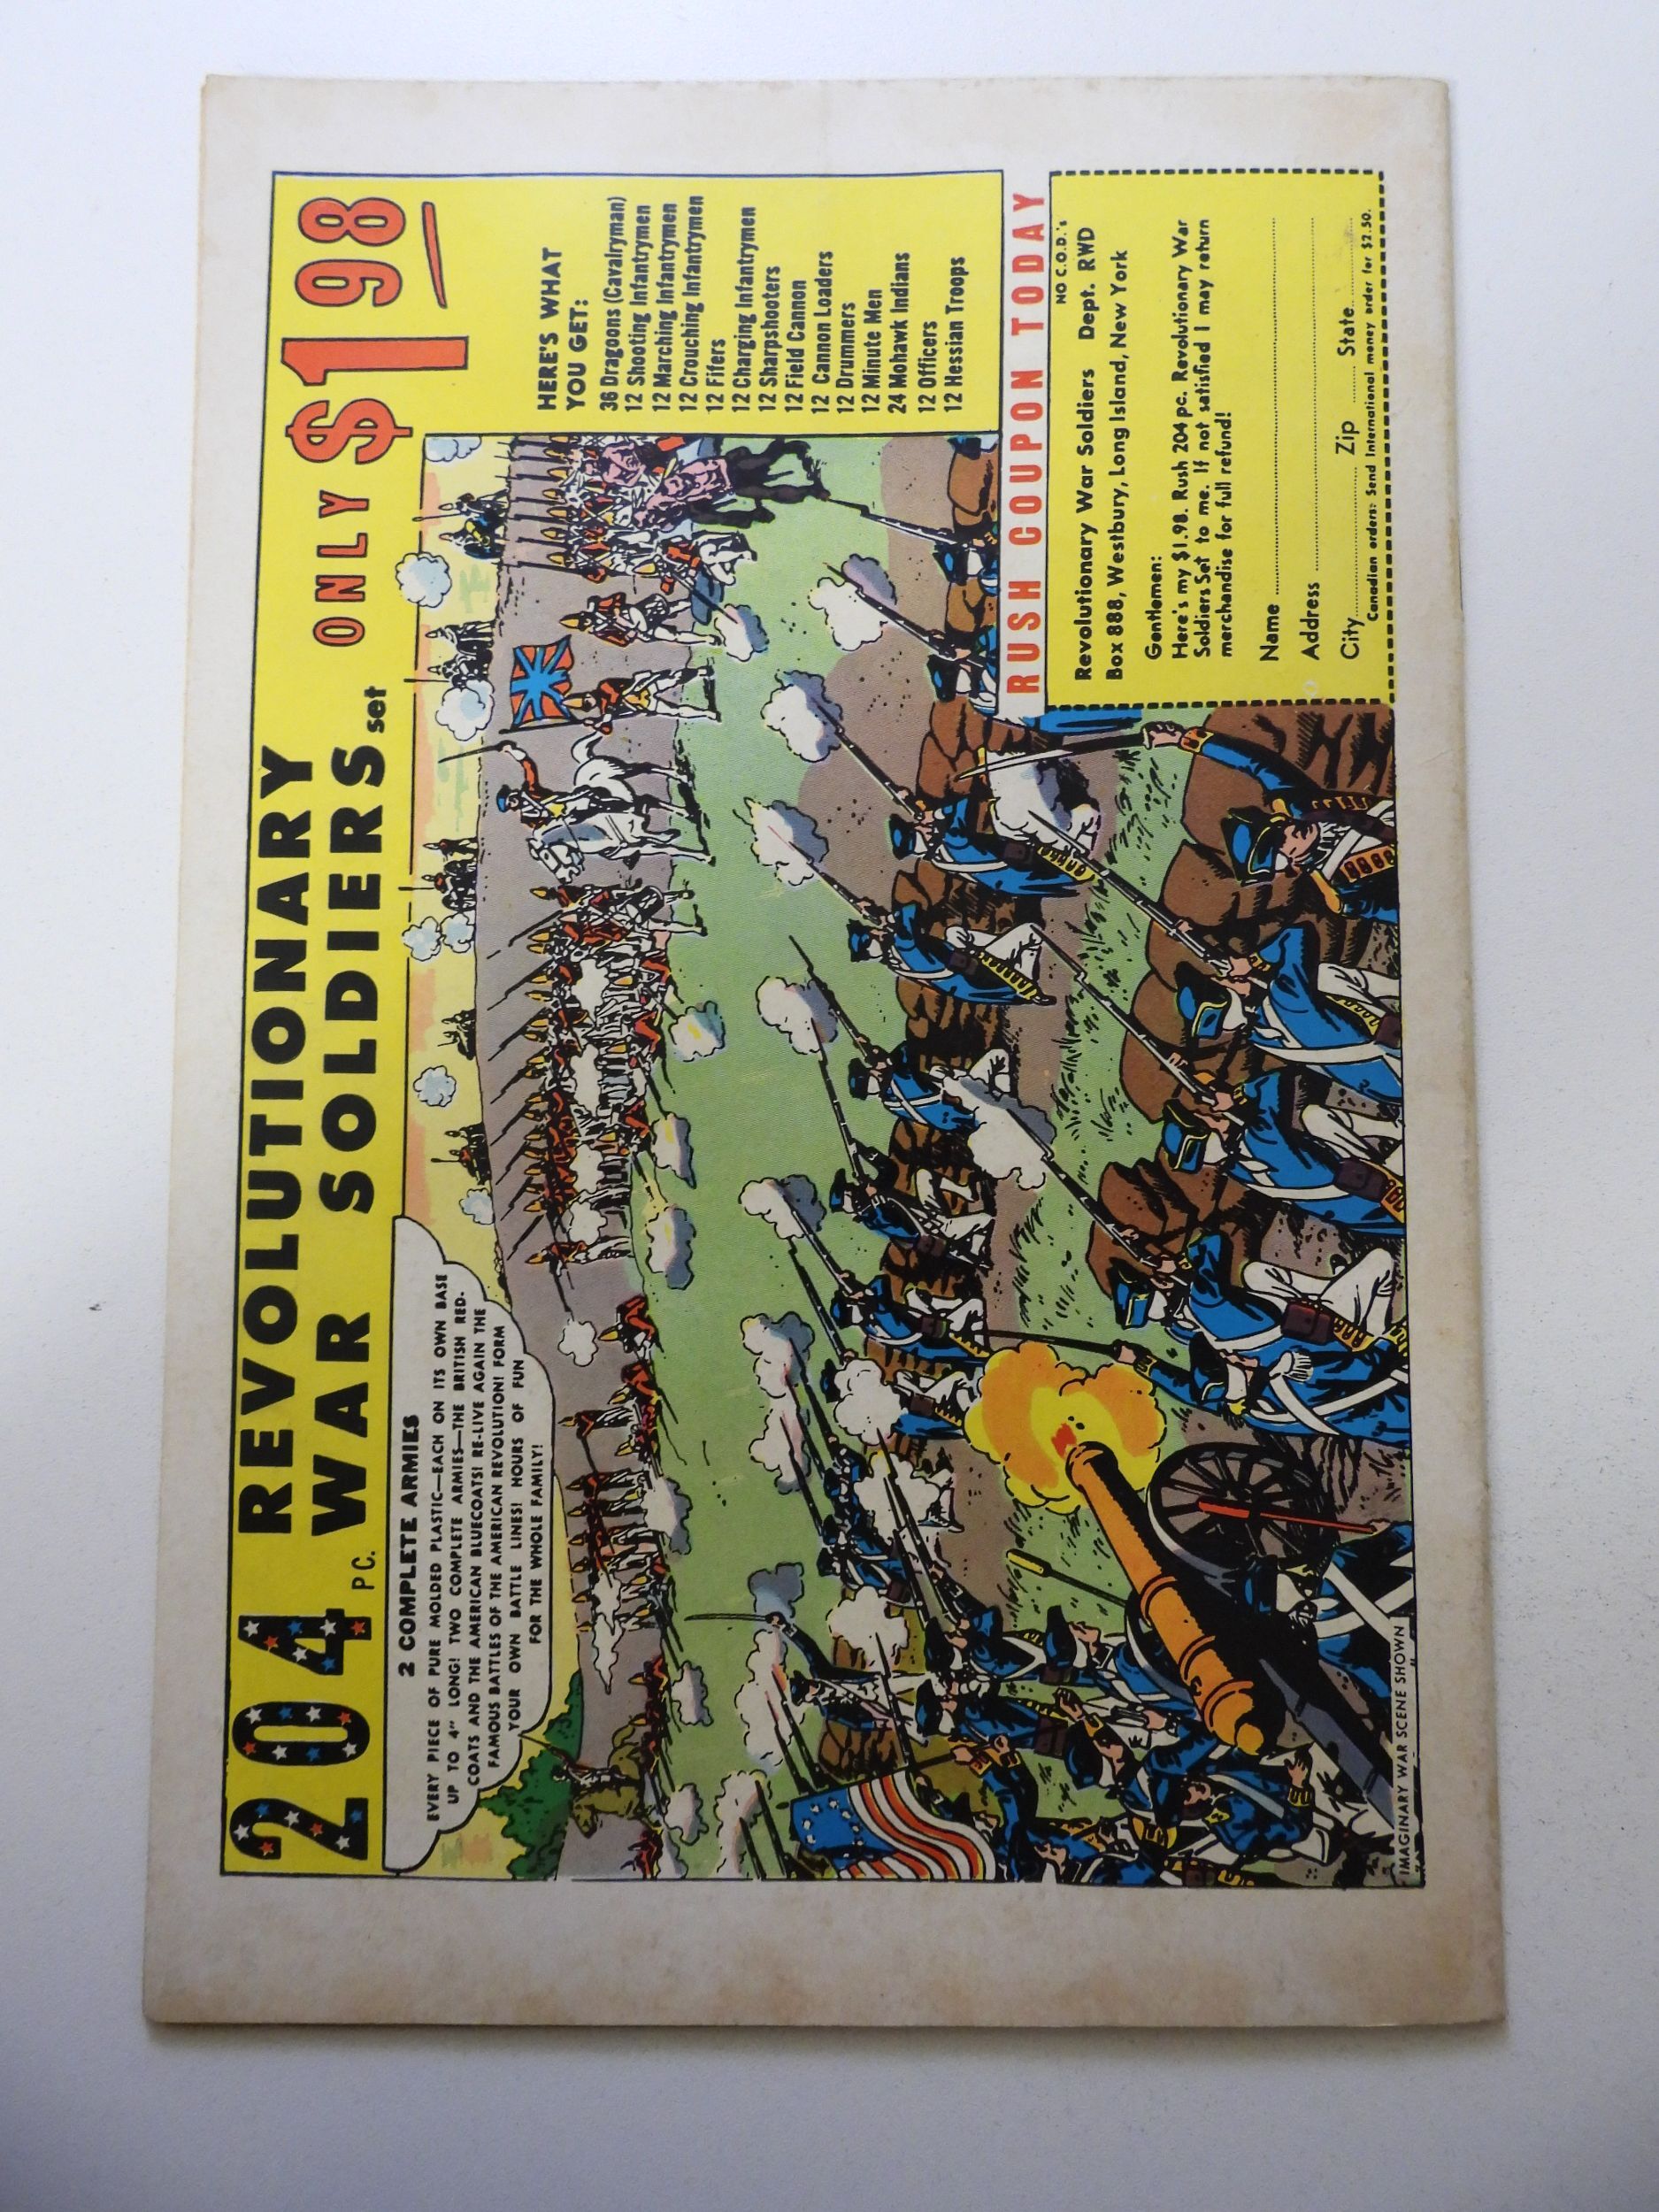 204 PC. REVOLUTIONARY
WAR SOLDIERS set ONLY $1 98
2 COMPLETE ARMIES
EVERY PIECE OF PURE MOLDED PLASTIC—EACH ON ITS OWN BASE
UP TO 4" LONG! TWO COMPLETE ARMIES—THE BRITISH RED-
COATS AND THE AMERICAN BLUECOATS! RE-LIVE AGAIN THE
FAMOUS BATTLES OF THE AMERICAN REVOLUTION! FORM
YOUR OWN BATTLE LINES! HOURS OF FUN
FOR THE WHOLE FAMILY!
HERE'S WHAT
YOU GET:
36 Dragoons (Cavalryman)
12 Shooting Infantrymen
12 Marching Infantrymen
12 Crouching Infantrymen
12 Fifers
12 Charging Infantrymen
12 Sharpshooters
12 Field Cannon
12 Cannon Loaders
12 Drummers
12 Minute Men
24 Mohawk Indians
12 Officers
12 Hessian Troops
RUSH COUPON TODAY
NO C.O.D.'s
Revolutionary War Soldiers Dept. RWD
Box 888, Westbury, Long Island, New York
Gentlemen:
Here's my $1.98. Rush 204 pc. Revolutionary War
Soldiers Set to me. If not satisfied I may return
merchandise for full refund!
Name
Address
City Zip State
Canadian orders: Send International money order for $2.50.
IMAGINARY WAR SCENE SHOWN